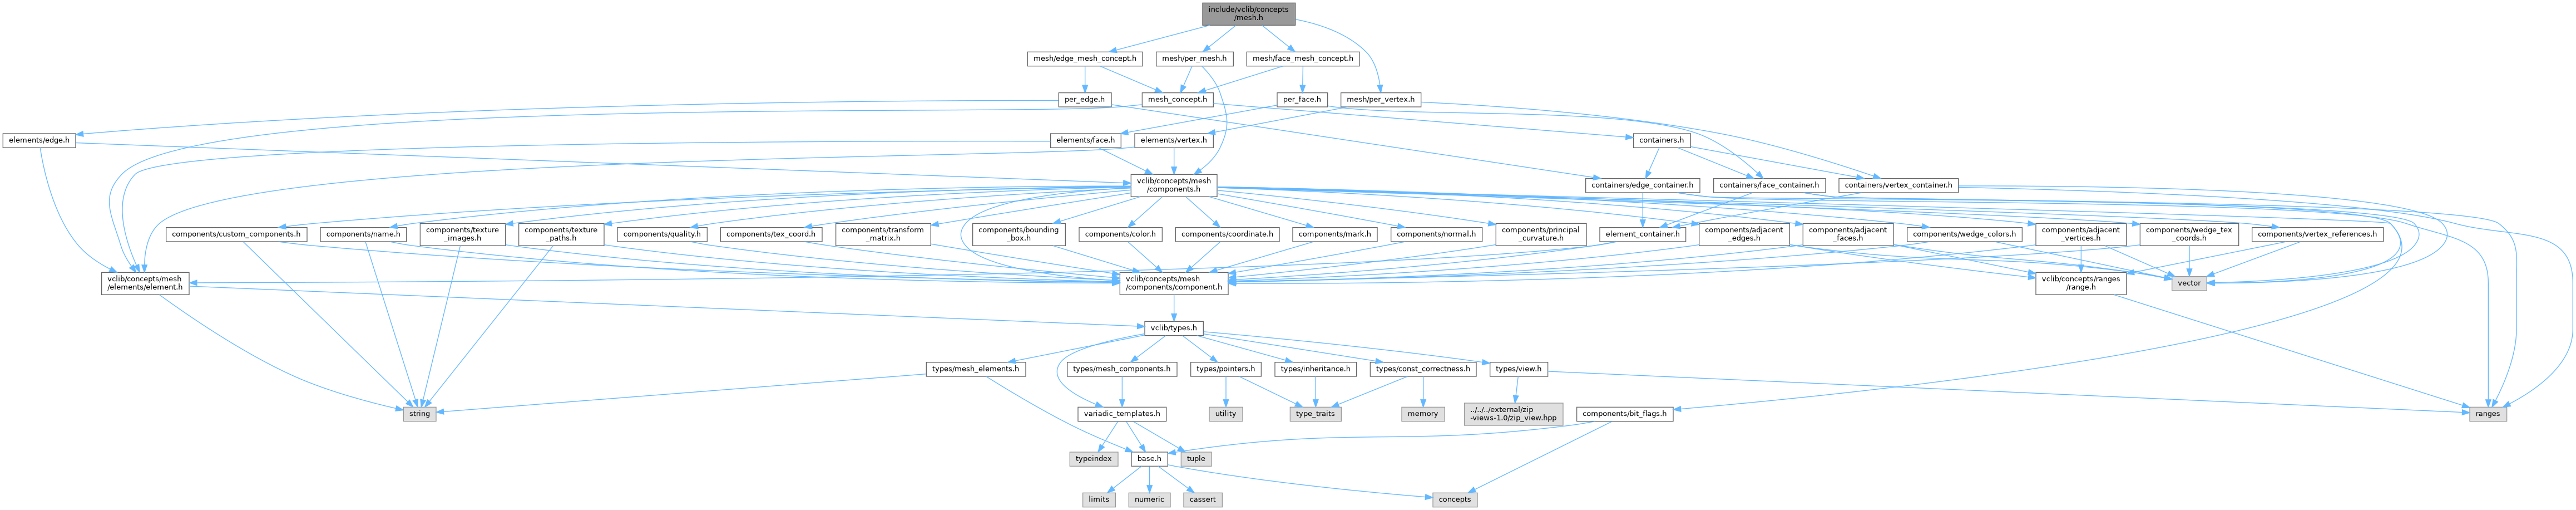 include/vclib/concepts
/mesh.h
mesh/edge_mesh_concept.h
mesh/per_mesh.h
mesh/face_mesh_concept.h
per_edge.h
mesh_concept.h
per_face.h
mesh/per_vertex.h
elements/edge.h
elements/face.h
elements/vertex.h
containers.h
vclib/concepts/mesh
/components.h
containers/edge_container.h
containers/face_container.h
containers/vertex_container.h
components/custom_components.h
components/name.h
components/texture
_images.h
components/texture
_paths.h
components/quality.h
components/tex_coord.h
components/transform
_matrix.h
components/bounding
_box.h
components/color.h
components/coordinate.h
components/mark.h
components/normal.h
components/principal
_curvature.h
element_container.h
components/adjacent
_edges.h
components/adjacent
_faces.h
components/wedge_colors.h
components/adjacent
_vertices.h
components/wedge_tex
_coords.h
components/vertex_references.h
vclib/concepts/mesh
/elements/element.h
vclib/concepts/mesh
/components/component.h
vclib/concepts/ranges
/range.h
vector
vclib/types.h
types/mesh_elements.h
types/mesh_components.h
types/pointers.h
types/inheritance.h
types/const_correctness.h
types/view.h
string
variadic_templates.h
utility
type_traits
memory
../../../external/zip
-views-1.0/zip_view.hpp
components/bit_flags.h
ranges
typeindex
base.h
tuple
limits
numeric
cassert
concepts